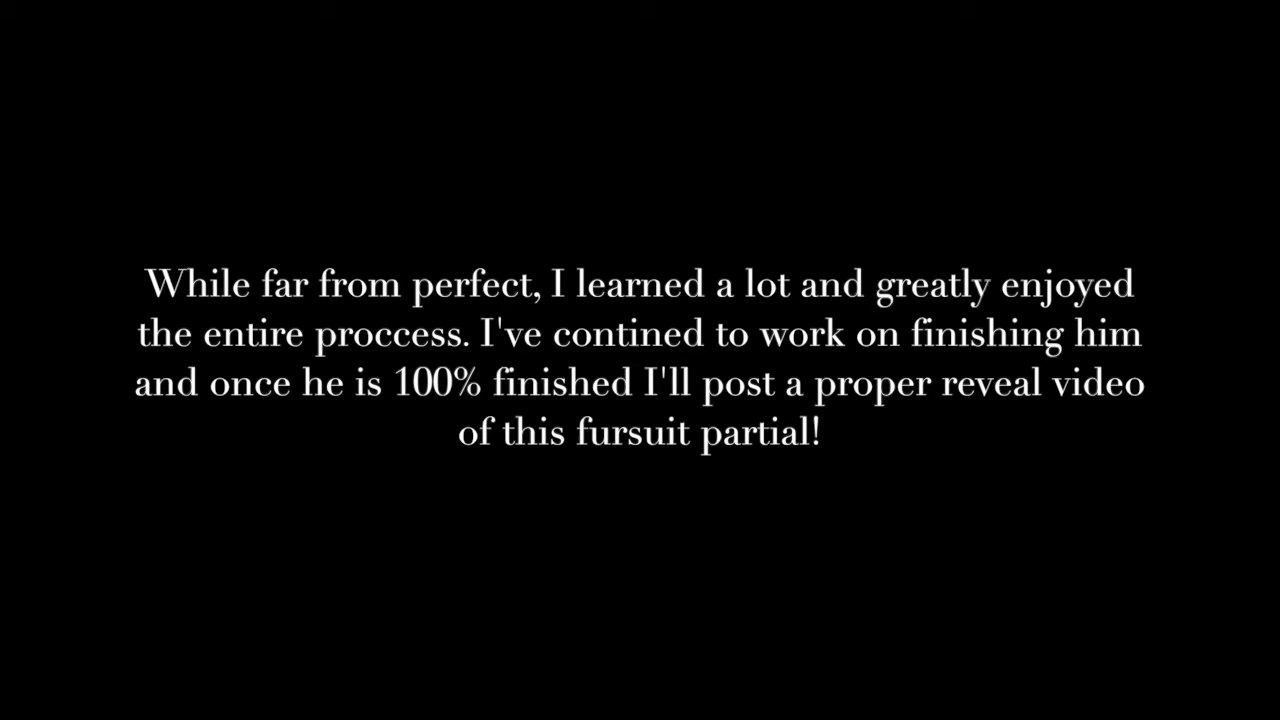 While far from perfect, I learned a lot and greatly enjoyed
the entire proccess. I've contined to work on finishing him
and once he is 100% finished I'll post a proper reveal video
of this fursuit partial!